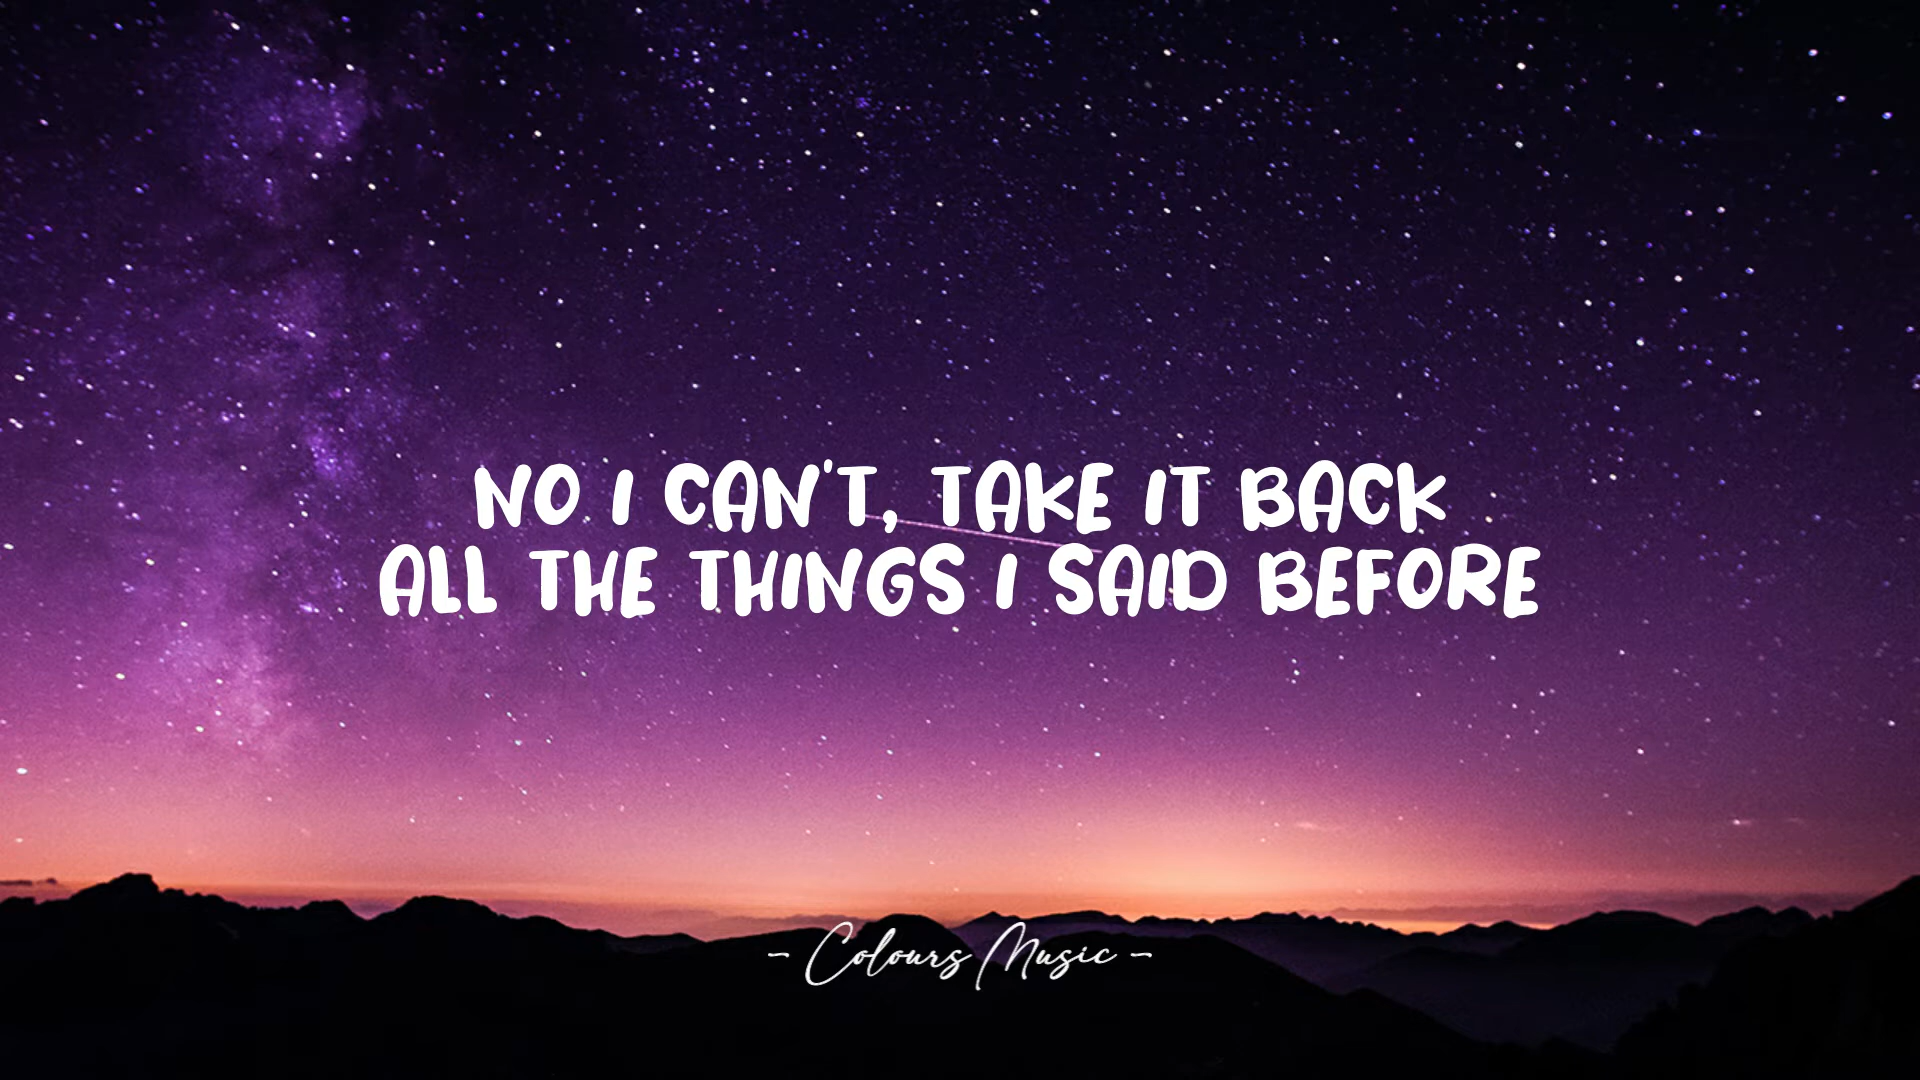 NO I CAN'T, TAKE IT BACK
ALL THE THINGS I SAID BEFORE
- Colours Music -